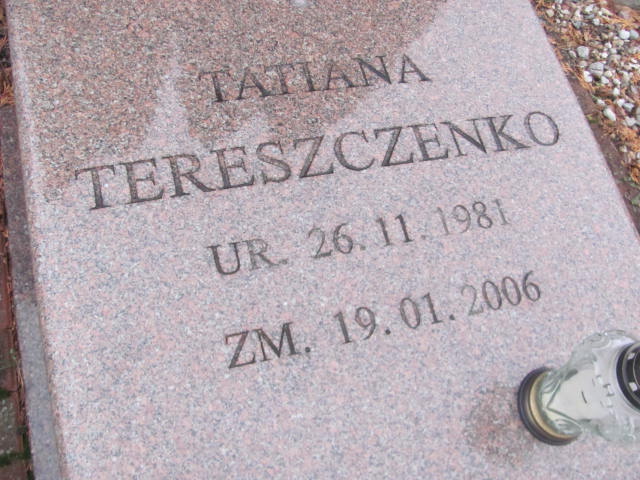 TATIANA
TERESZCZENKO
UR. 26.11.1981
ZM. 19.01.2006